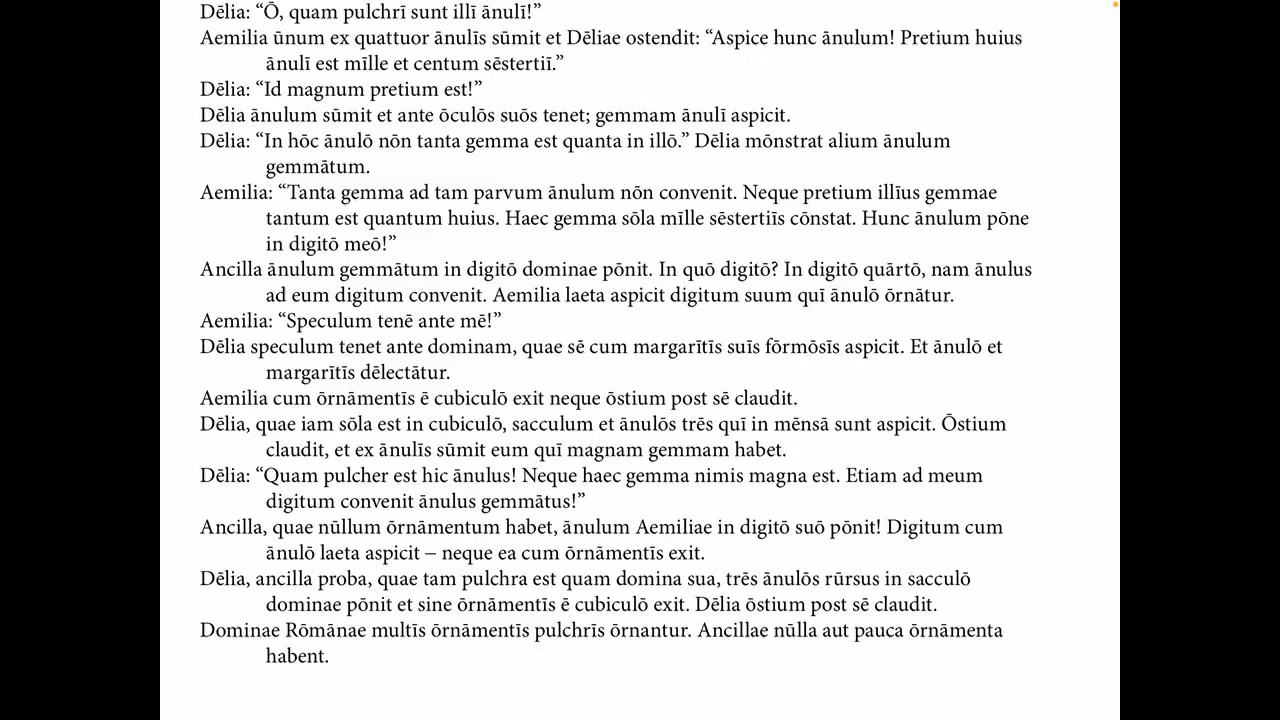 Dēlia: “Ō, quam pulchrī sunt illī ānulī!”
Aemilia ūnum ex quattuor ānulīs sūmit et Dēliae ostendit: “Aspice hunc ānulum! Pretium huius
ānulī est mīlle et centum sēstertiī.”
Dēlia: “Id magnum pretium est!”
Dēlia ānulum sūmit et ante ōculōs suōs tenet; gemmam ānulī aspicit.
Dēlia: “In hōc ānulō nōn tanta gemma est quanta in illō.” Dēlia mōnstrat alium ānulum
gemmātum.
Aemilia: “Tanta gemma ad tam parvum ānulum nōn convenit. Neque pretium illīus gemmae
tantum est quantum huius. Haec gemma sōla mīlle sēstertiīs cōnstat. Hunc ānulum pōne
in digitō meō!”
Ancilla ānulum gemmātum in digitō dominae pōnit. In quō digitō? In digitō quārtō, nam ānulus
ad eum digitum convenit. Aemilia laeta aspicit digitum suum quī ānulō ōrnātur.
Aemilia: “Speculum tenē ante mē!”
Dēlia speculum tenet ante dominam, quae sē cum margarītīs suīs fōrmōsīs aspicit. Et ānulō et
margarītīs dēlectātur.
Aemilia cum ōrnāmentīs ē cubiculō exit neque ōstium post sē claudit.
Dēlia, quae iam sōla est in cubiculō, sacculum et ānulōs trēs quī in mēnsā sunt aspicit. Ōstium
claudit, et ex ānulīs sūmit eum quī magnam gemmam habet.
Dēlia: “Quam pulcher est hic ānulus! Neque haec gemma nimis magna est. Etiam ad meum
digitum convenit ānulus gemmātus!”
Ancilla, quae nūllum ōrnāmentum habet, ānulum Aemiliae in digitō suō pōnit! Digitum cum
ānulō laeta aspicit – neque ea cum ōrnāmentīs exit.
Dēlia, ancilla proba, quae tam pulchra est quam domina sua, trēs ānulōs rūrsus in sacculō
dominae pōnit et sine ōrnāmentīs ē cubiculō exit. Dēlia ōstium post sē claudit.
Dominae Rōmānae multīs ōrnāmentīs pulchrīs ōrnantur. Ancillae nūlla aut pauca ōrnāmenta
habent.